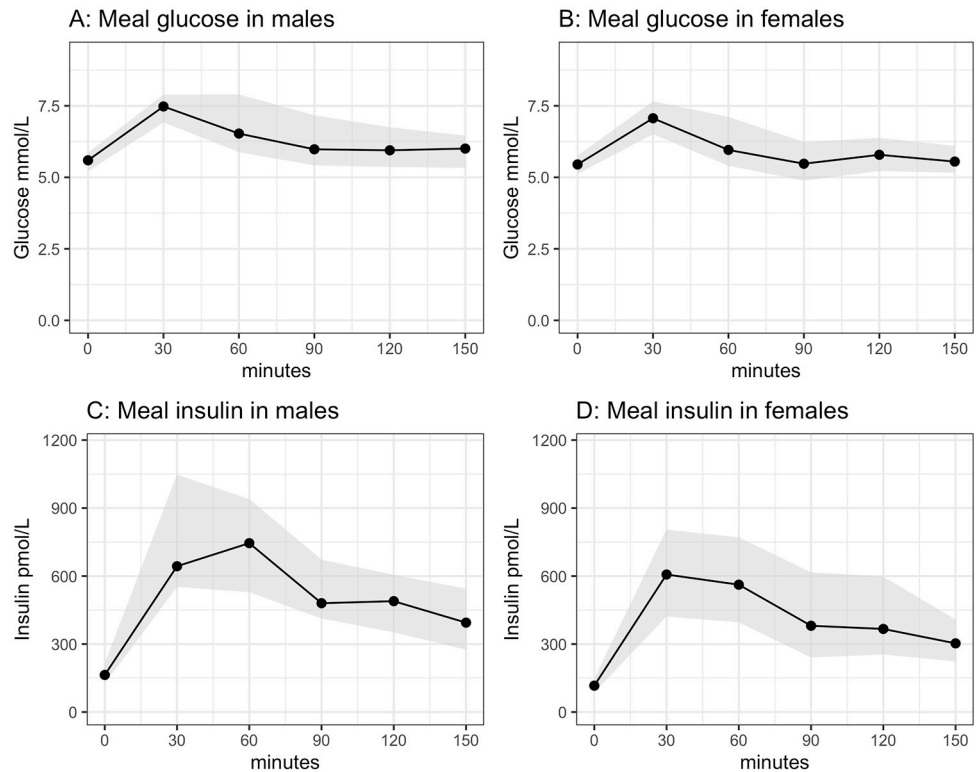 A: Meal glucose in males
Glucose mmol/L
7.5
5.0
2.5
0.0
0 30 60 90 120 150
minutes
B: Meal glucose in females
Glucose mmol/L
7.5
5.0
2.5
0.0
0 30 60 90 120 150
minutes
C: Meal insulin in males
Insulin pmol/L
1200
900
600
300
0
0 30 60 90 120 150
minutes
D: Meal insulin in females
Insulin pmol/L
1200
900
600
300
0
0 30 60 90 120 150
minutes